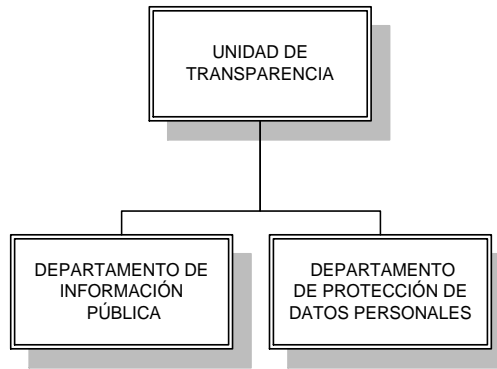 UNIDAD DE
TRANSPARENCIA
DEPARTAMENTO DE
INFORMACIÓN
PÚBLICA
DEPARTAMENTO
DE PROTECCIÓN DE
DATOS PERSONALES